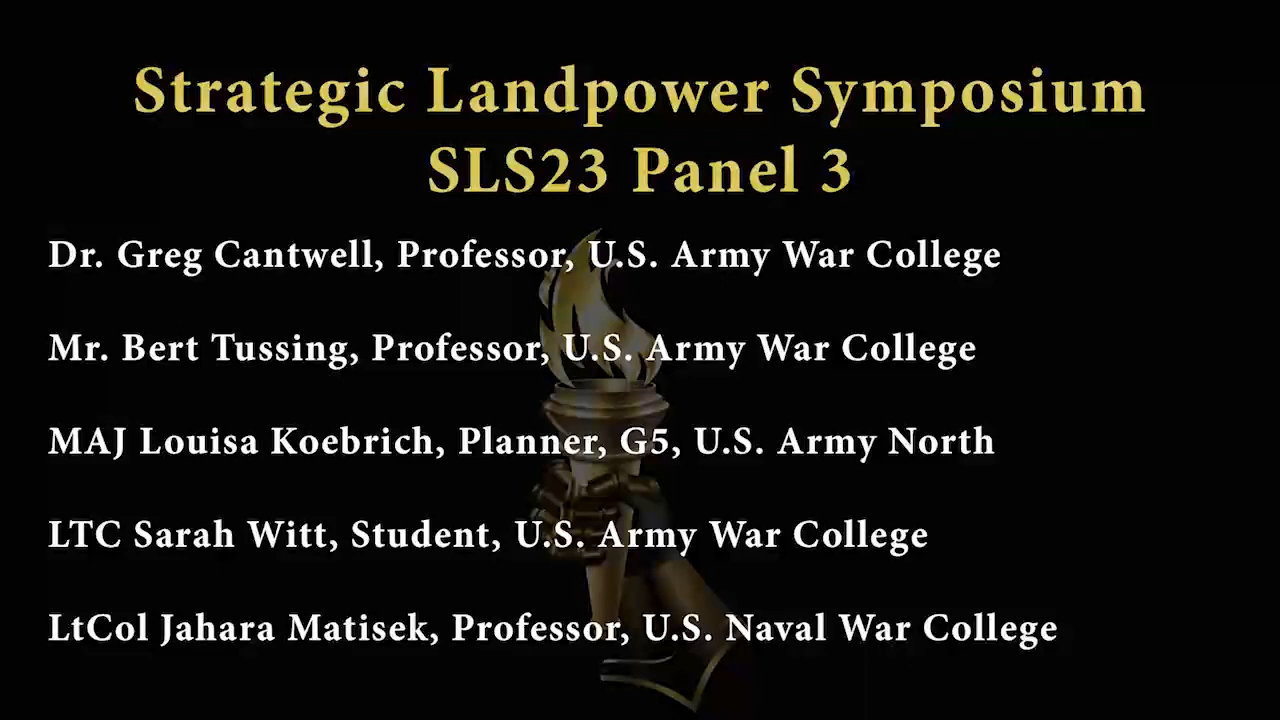 Strategic Landpower Symposium
SLS23 Panel 3
Dr. Greg Cantwell, Professor, U.S. Army War College
Mr. Bert Tussing, Professor, U.S. Army War College
MAJ Louisa Koebrich, Planner, G5, U.S. Army North
LTC Sarah Witt, Student, U.S. Army War College
LtCol Jahara Matisek, Professor, U.S. Naval War College